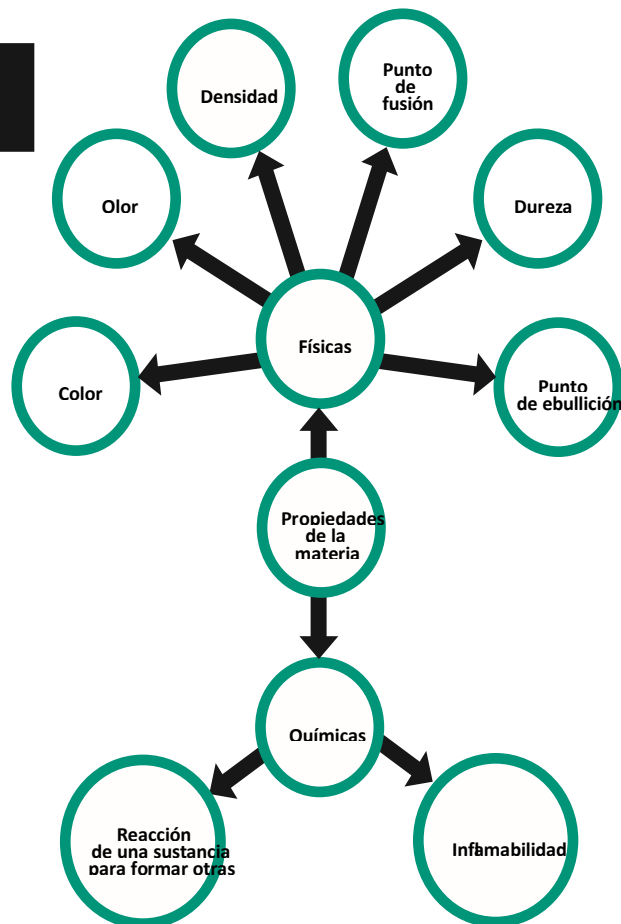 Punto
de
fusión
Densidad
Olor
Dureza
Físicas
Color
Punto
de ebullición
Propiedades
de la
materia
Químicas
Reacción
de una sustancia
para formar otras
Inflamabilidad